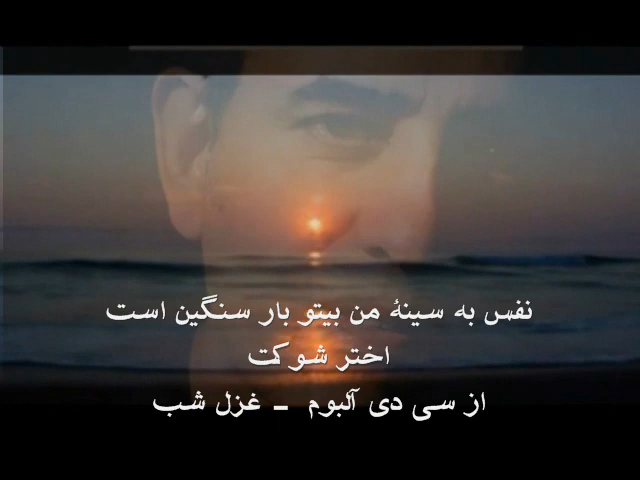 نفس به سینهٔ من بیتو بار سنگین است
اختر شوکت
از سی دی آلبوم - غزل شب